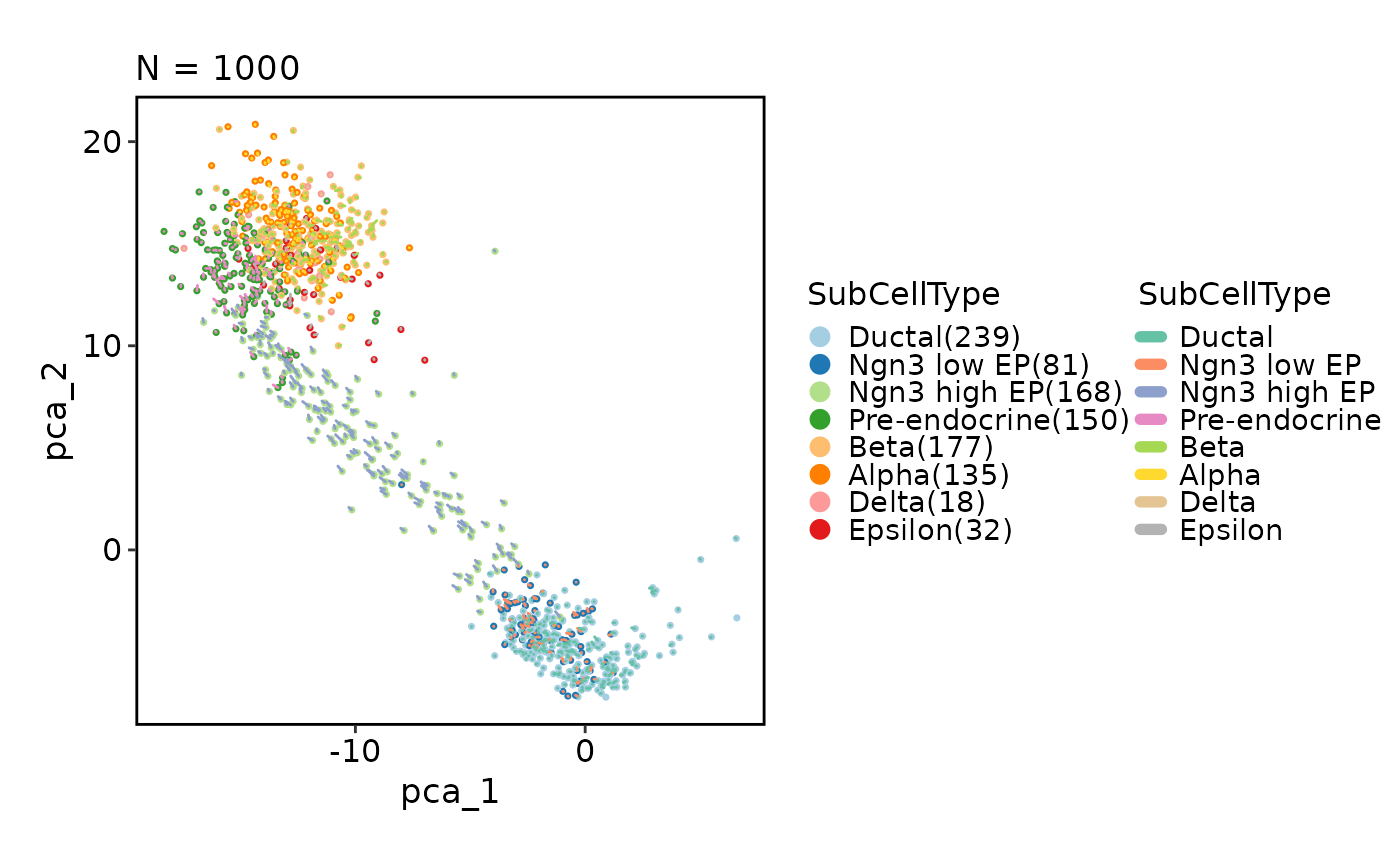 N = 1000
20
10
0
-10
0
pca_1
pca_2
SubCellType
Ductal(239)
Ngn3 low EP(81)
Ngn3 high EP(168)
Pre-endocrine(150)
Beta(177)
Alpha(135)
Delta(18)
Epsilon(32)
SubCellType
Ductal
Ngn3 low EP
Ngn3 high EP
Pre-endocrine
Beta
Alpha
Delta
Epsilon